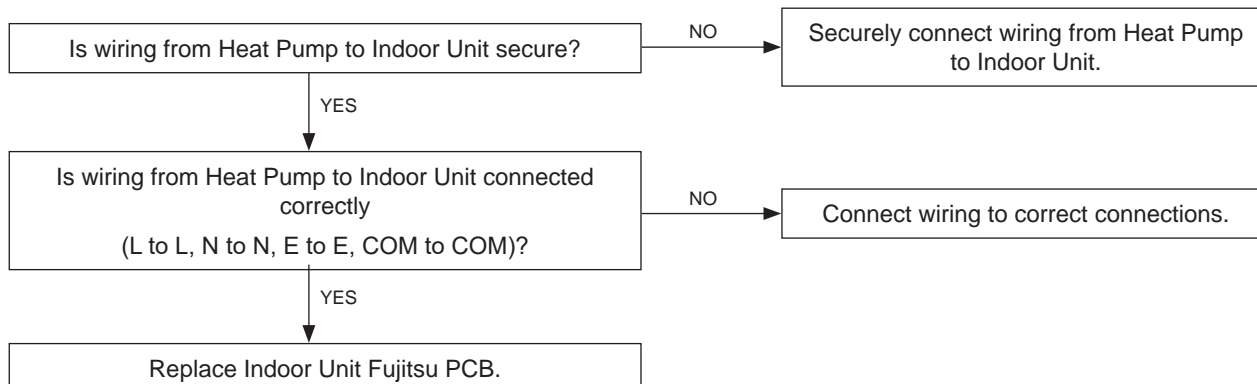 Is wiring from Heat Pump to Indoor Unit secure?
NO
Securely connect wiring from Heat Pump
to Indoor Unit.
YES
Is wiring from Heat Pump to Indoor Unit connected
correctly
(L to L, N to N, E to E, COM to COM)?
NO
Connect wiring to correct connections.
YES
Replace Indoor Unit Fujitsu PCB.